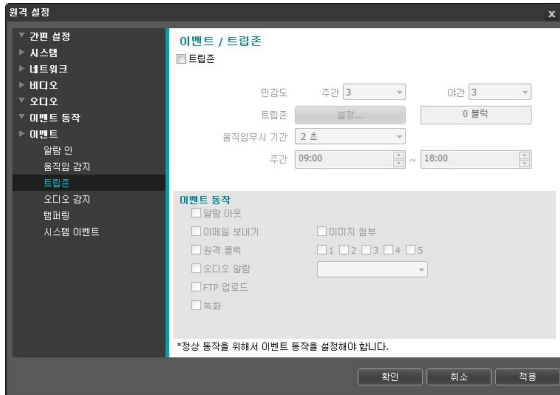 원격 설정
x
간편 설정
시스템
네트워크
비디오
오디오
이벤트 동작
이벤트
알람 인
움직임 감지
트립존
오디오 감지
탬퍼링
시스템 이벤트
이벤트 / 트립존
트립존
민감도 주간 3 야간 3
트립존 설정... 0 블럭
움직임무시 기간 2 초
주간 09:00 ~ 18:00
이벤트 동작
알람 아웃
이메일 보내기 이미지 첨부
원격 콜백 1 2 3 4 5
오디오 알람
FTP 업로드
녹화
*정상 동작을 위해서 이벤트 동작을 설정해야 합니다.
확인 취소 적용